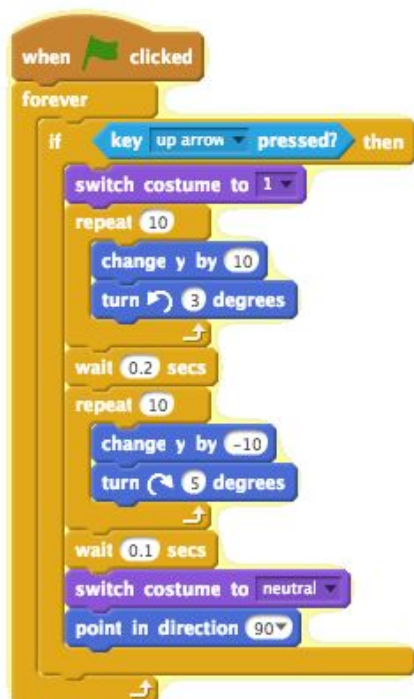 when clicked
forever
if key up arrow pressed? then
switch costume to 1
repeat 10
change y by 10
turn 3 degrees
wait 0.2 secs
repeat 10
change y by -10
turn 5 degrees
wait 0.1 secs
switch costume to neutral
point in direction 90